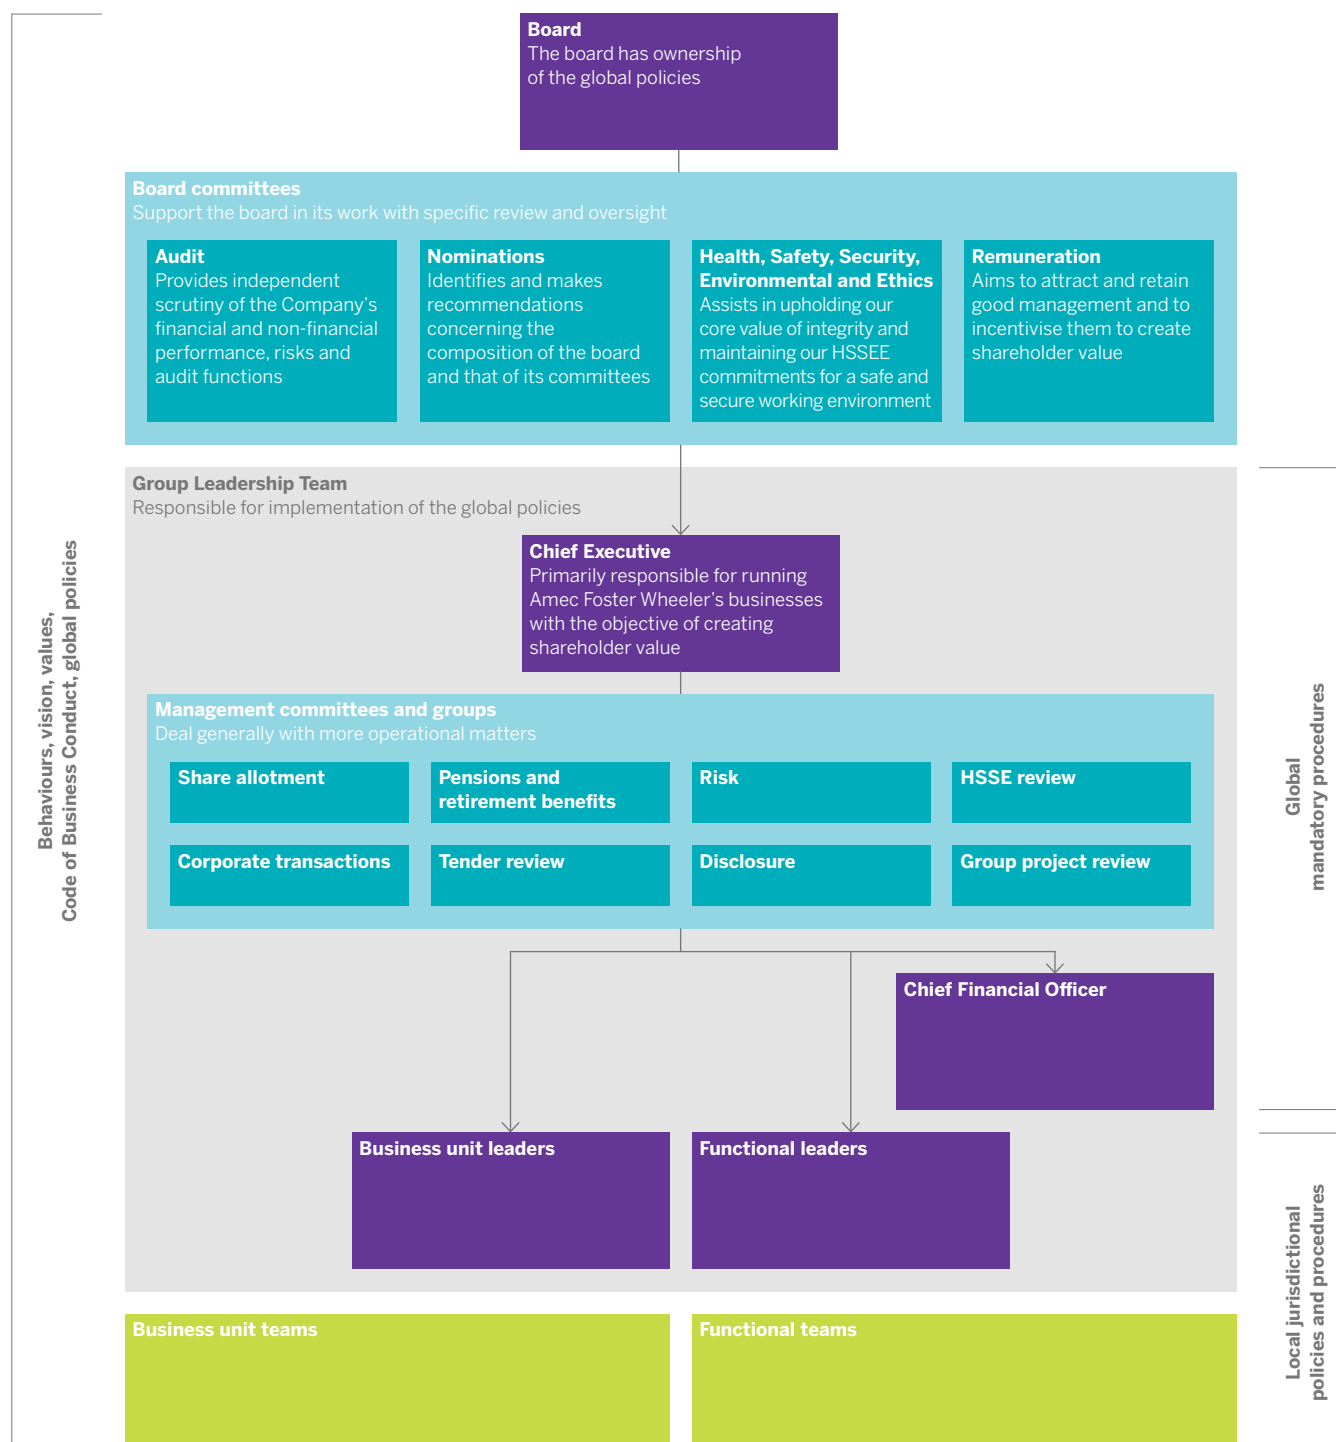 Board
The board has ownership
of the global policies
Board committees
Support the board in its work with specific review and oversight
Audit
Provides independent
scrutiny of the Company’s
financial and non-financial
performance, risks and
audit functions
Nominations
Identifies and makes
recommendations
concerning the
composition of the board
and that of its committees
Health, Safety, Security,
Environmental and Ethics
Assists in upholding our
core value of integrity and
maintaining our HSSEE
commitments for a safe and
secure working environment
Remuneration
Aims to attract and retain
good management and to
incentivise them to create
shareholder value
Group Leadership Team
Responsible for implementation of the global policies
Chief Executive
Primarily responsible for running
Amec Foster Wheeler’s businesses
with the objective of creating
shareholder value
Management committees and groups
Deal generally with more operational matters
Share allotment
Pensions and
retirement benefits
Risk
HSSE review
Corporate transactions
Tender review
Disclosure
Group project review
Chief Financial Officer
Business unit leaders
Functional leaders
Business unit teams
Functional teams
Behaviours, vision, values,
Code of Business Conduct, global policies
Global
mandatory procedures
Local jurisdictional
policies and procedures